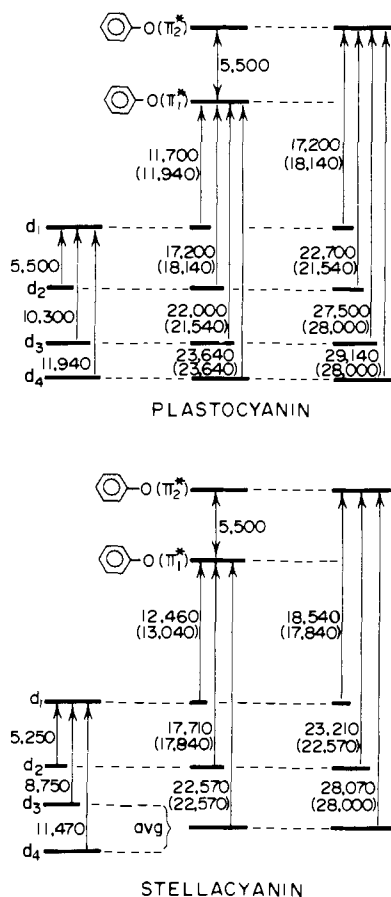 O(π₂*)
5,500
O(π₁*)
11,700
(11,940)
17,200
(18,140)
d₁
5,500
17,200
(18,140)
22,700
(21,540)
d₂
10,300
22,000
(21,540)
27,500
(28,000)
d₃
11,940
23,640
(23,640)
29,140
(28,000)
d₄
PLASTOCYANIN
O(π₂*)
5,500
O(π₁*)
12,460
(13,040)
18,540
(17,840)
d₁
5,250
17,710
(17,840)
23,210
(22,570)
d₂
8,750
22,570
(22,570)
28,070
(28,000)
d₃
11,470
avg
d₄
STELLACYANIN